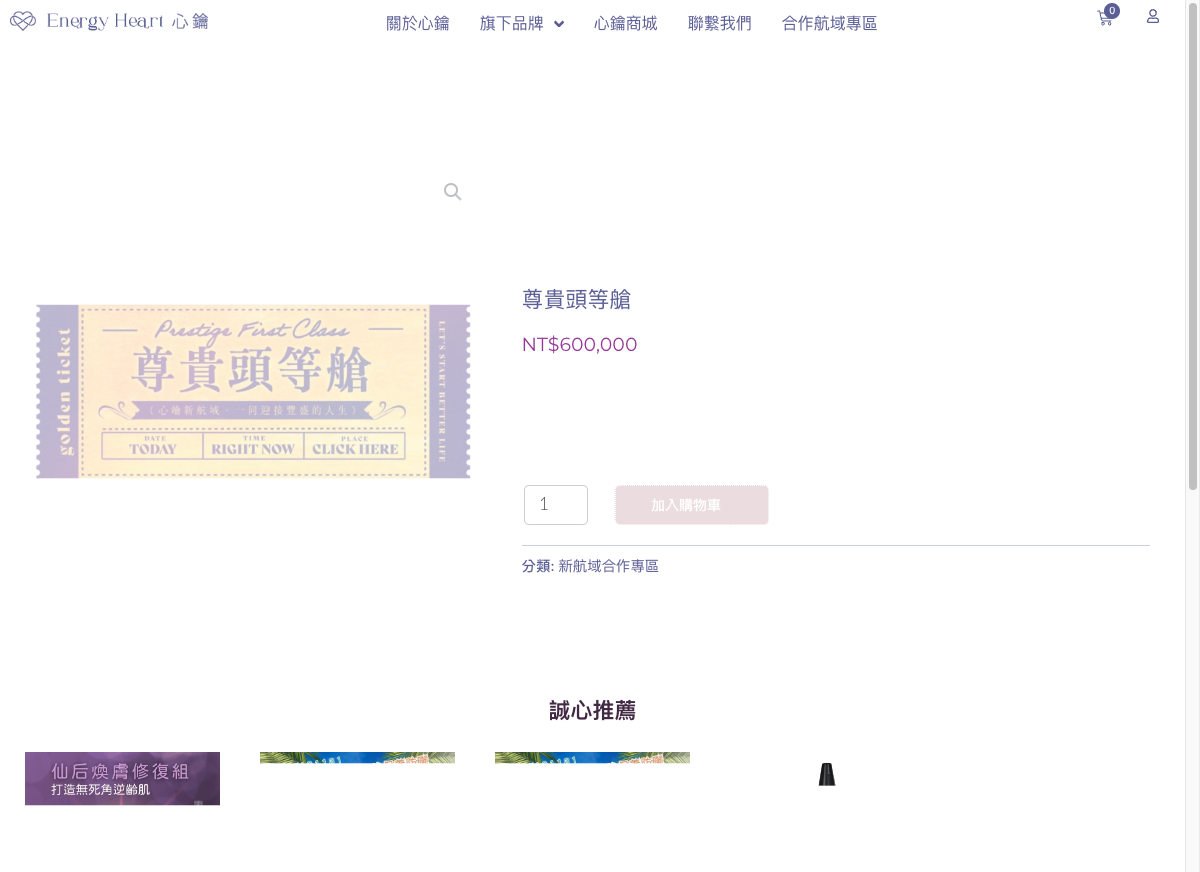 Energy Heart 心鑰
關於心鑰
旗下品牌
心鑰商城
聯繫我們
合作航域專區
0
golden ticket
Prestige First Class
尊貴頭等艙
〔心鑰新航域・一同迎接豐盛的人生〕
DATE
TODAY
TIME
RIGHT NOW
PLACE
CLICK HERE
LET'S START BETTER LIFE
尊貴頭等艙
NT$600,000
1
加入購物車
分類: 新航域合作專區
誠心推薦
仙后煥膚修復組
打造無死角逆齡肌